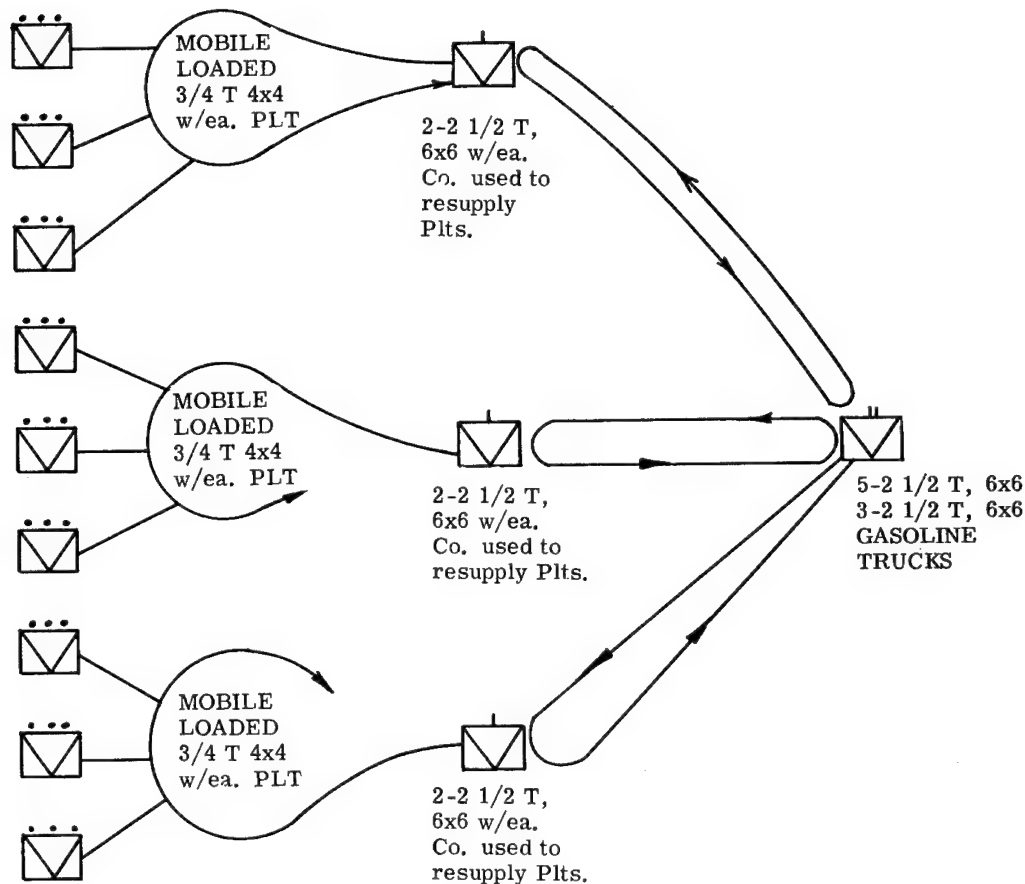 MOBILE
LOADED
3/4 T 4x4
w/ea. PLT
2-2 1/2 T,
6x6 w/ea.
Co. used to
resupply
Plts.
MOBILE
LOADED
3/4 T 4x4
w/ea. PLT
2-2 1/2 T,
6x6 w/ea.
Co. used to
resupply Plts.
5-2 1/2 T, 6x6
3-2 1/2 T, 6x6
GASOLINE
TRUCKS
MOBILE
LOADED
3/4 T 4x4
w/ea. PLT
2-2 1/2 T,
6x6 w/ea.
Co. used to
resupply Plts.